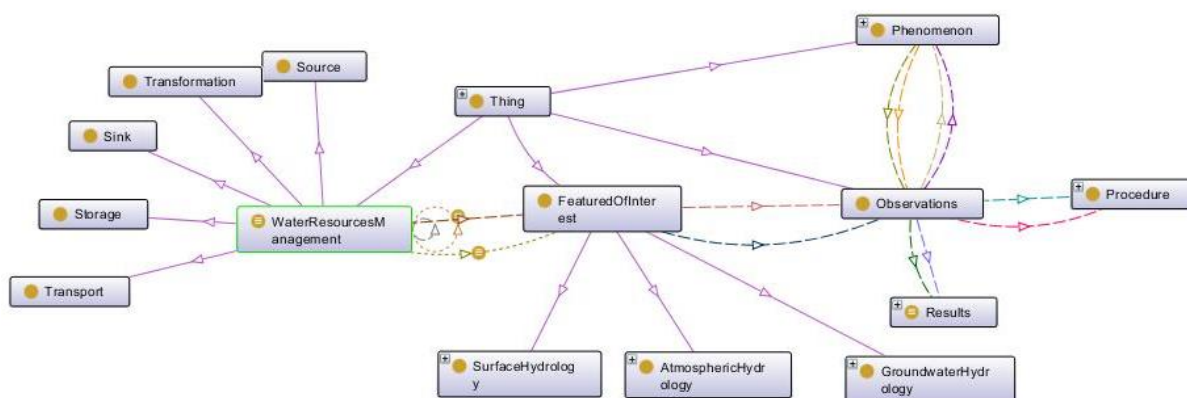 Phenomenon
Source
Transformation
Thing
Sink
Procedure
FeaturedOfInter
est
Observations
Storage
WaterResourcesM
anagement
Transport
Results
SurfaceHydrolog
y
AtmosphericHydr
ology
GroundwaterHydr
ology